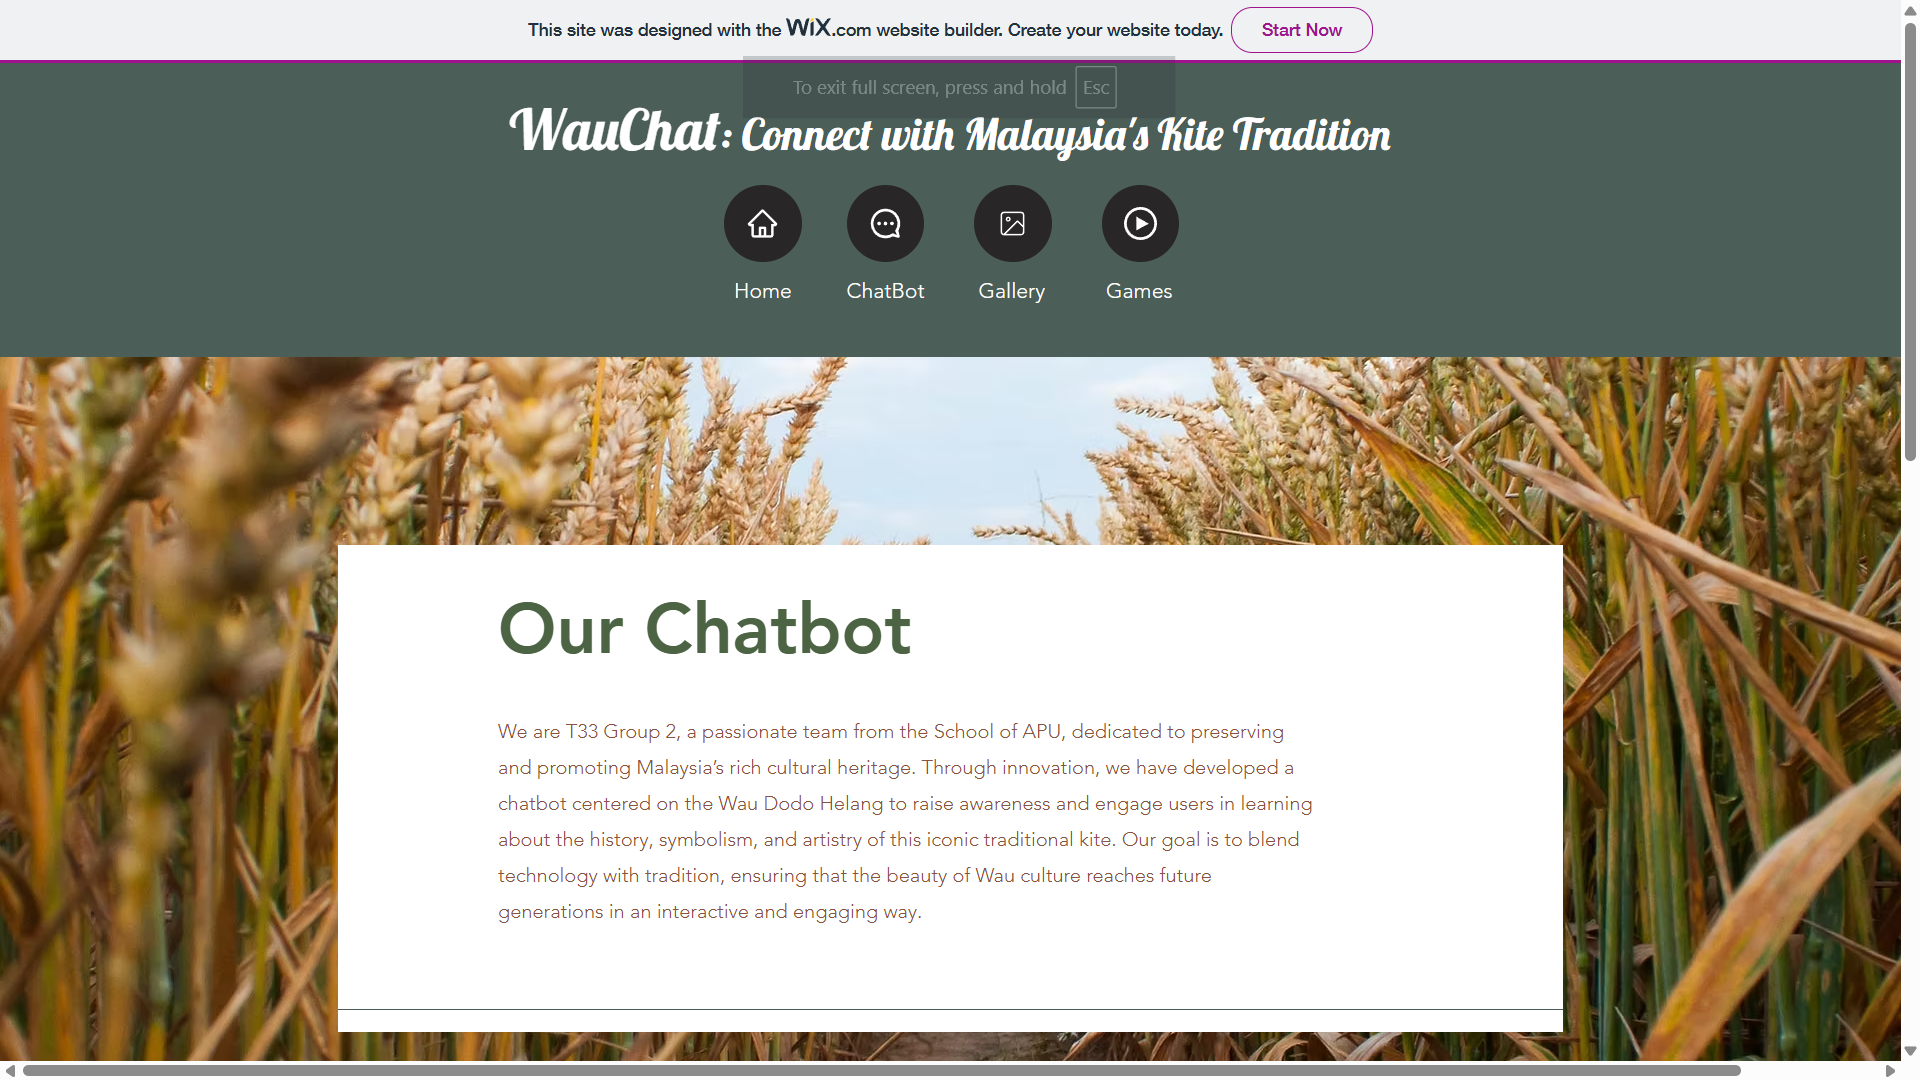 This site was designed with the WiX.com website builder. Create your website today. Start Now
To exit full screen, press and hold Esc
WauChat: Connect with Malaysia's Kite Tradition
Home ChatBot Gallery Games
Our Chatbot
We are T33 Group 2, a passionate team from the School of APU, dedicated to preserving
and promoting Malaysia’s rich cultural heritage. Through innovation, we have developed a
chatbot centered on the Wau Dodo Helang to raise awareness and engage users in learning
about the history, symbolism, and artistry of this iconic traditional kite. Our goal is to blend
technology with tradition, ensuring that the beauty of Wau culture reaches future
generations in an interactive and engaging way.